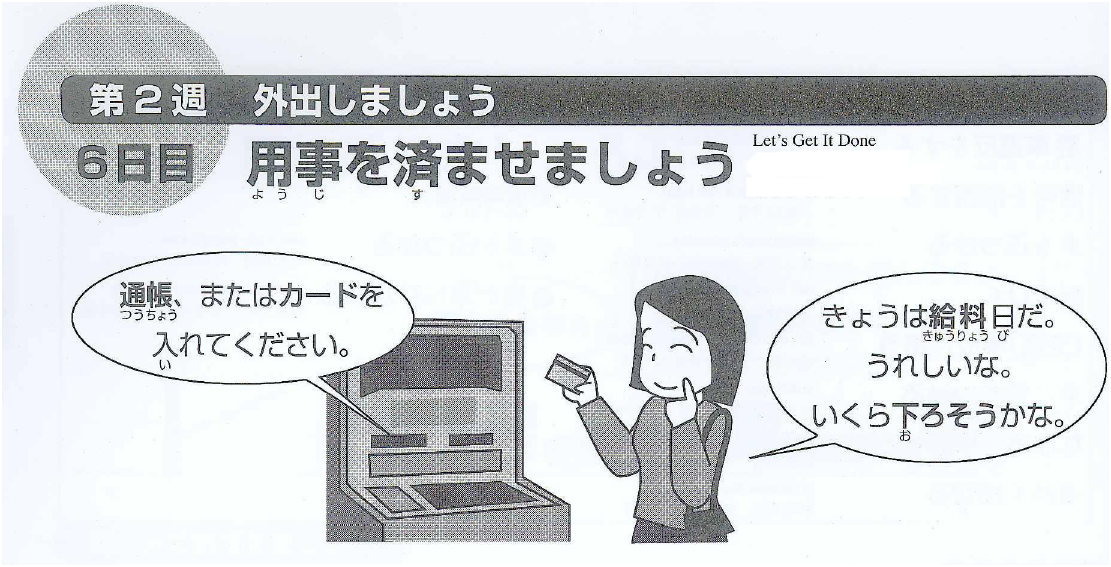 第2週 外出しましょう
6日目 用事を済ませましょう Let's Get It Done
ようじ す
通帳、またはカードを
つうちょう
入れてください。
い
きょうは給料日だ。
きゅうりょう び
うれしいな。
いくら下ろそうかな。
お